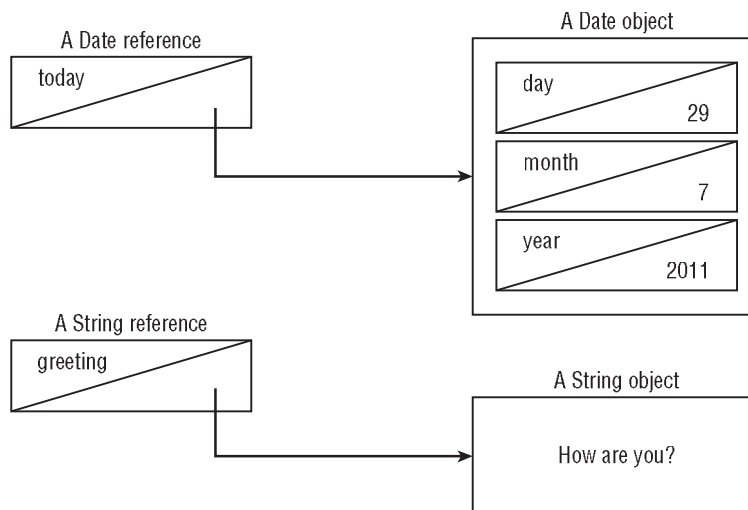 A Date reference
today
A Date object
day
29
month
7
year
2011
A String reference
greeting
A String object
How are you?